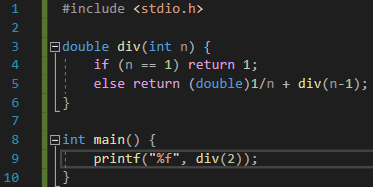 1 #include <stdio.h>
2
3 double div(int n) {
4 if (n == 1) return 1;
5 else return (double)1/n + div(n-1);
6 }
7
8 int main() {
9 printf("%f", div(2));
10 }